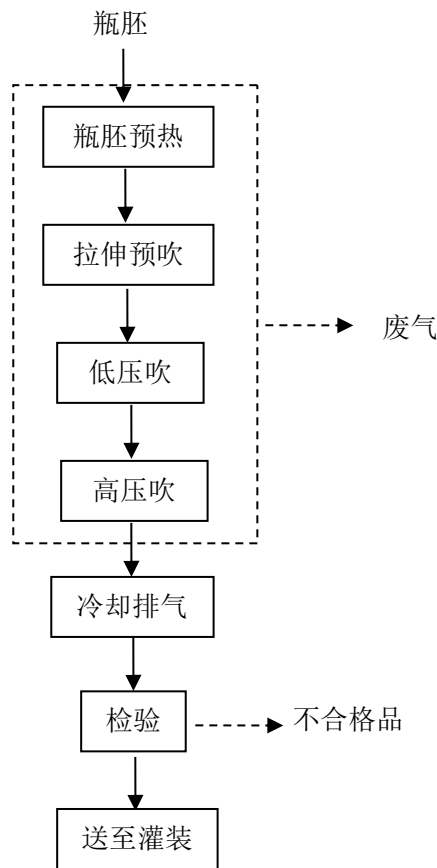 瓶胚
瓶胚预热
拉伸预吹
废气
低压吹
高压吹
冷却排气
检验
不合格品
送至灌装